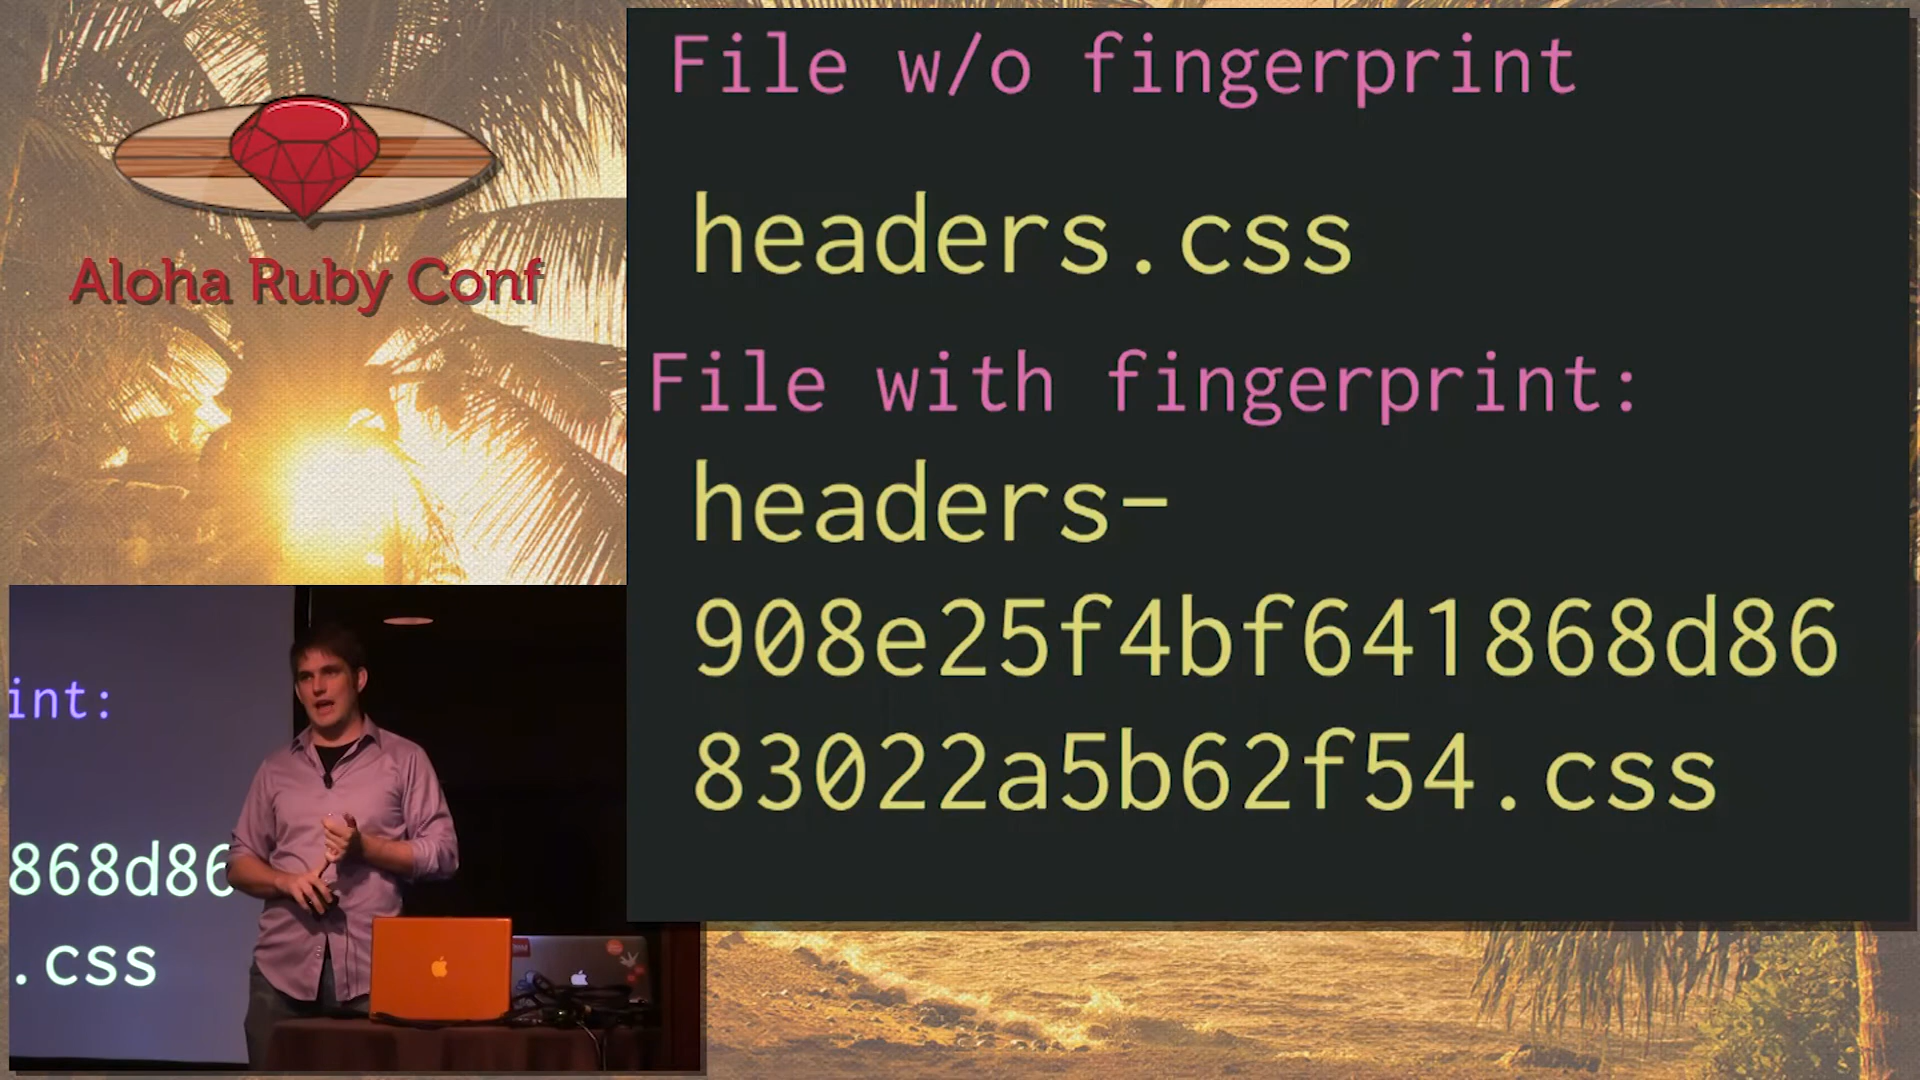 Aloha Ruby Conf
File w/o fingerprint
headers.css
File with fingerprint:
headers-
908e25f4bf641868d86
83022a5b62f54.css
int:
868d86
.css